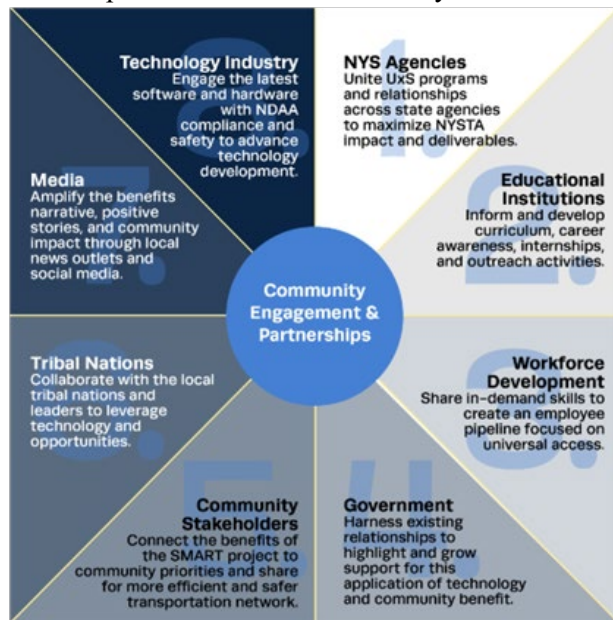 Community
Engagement &
Partnerships
1.
NYS Agencies
Unite UxS programs
and relationships
across state agencies
to maximize NYSTA
impact and deliverables.
2.
Educational
Institutions
Inform and develop
curriculum, career
awareness, internships,
and outreach activities.
3.
Workforce
Development
Share in-demand skills to
create an employee
pipeline focused on
universal access.
4.
Government
Harness existing
relationships to
highlight and grow
support for this
application of technology
and community benefit.
5.
Community
Stakeholders
Connect the benefits of
the SMART project to
community priorities and share
for more efficient and safer
transportation network.
Tribal Nations
Collaborate with the local
tribal nations and
leaders to leverage
technology and
opportunities.
7.
Media
Amplify the benefits
narrative, positive
stories, and community
impact through local
news outlets and
social media.
Technology Industry
Engage the latest
software and hardware
with NDAA
compliance and
safety to advance
technology
development.